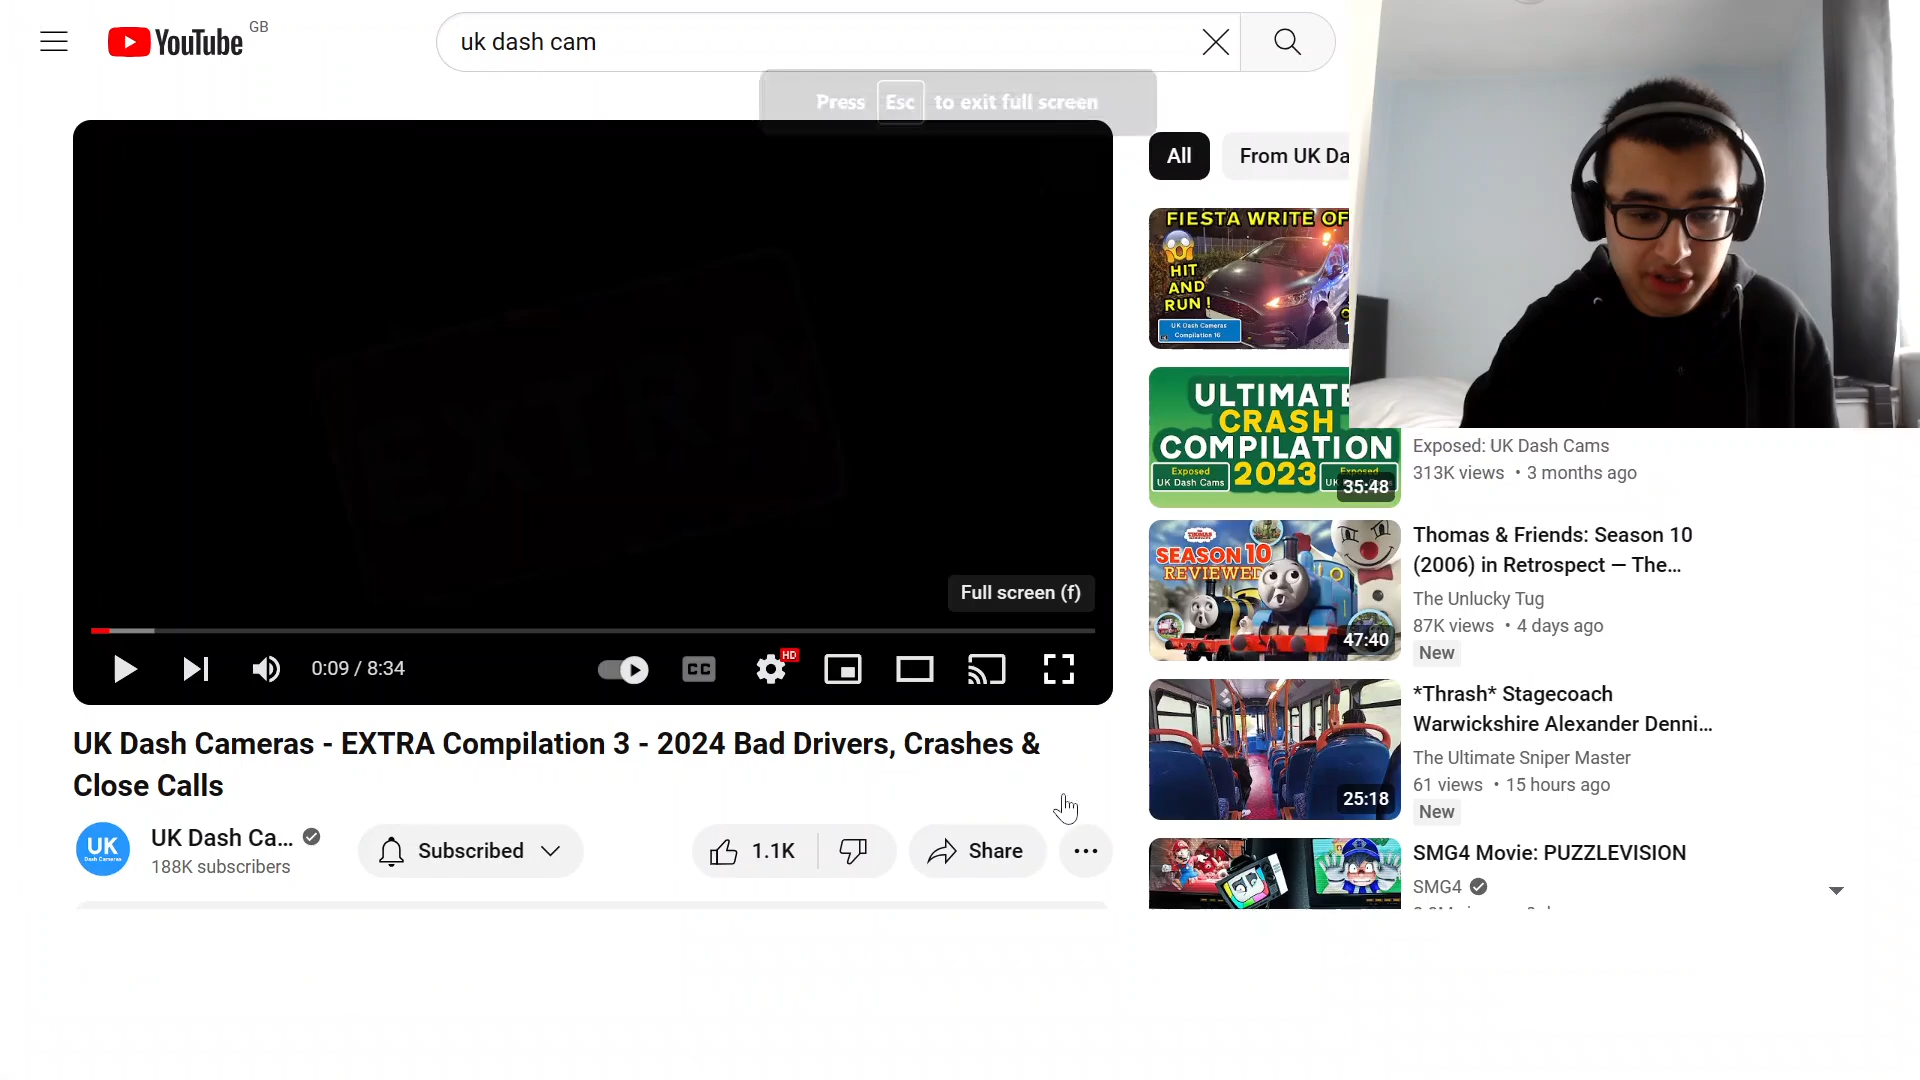 YouTube GB
uk dash cam
Press Esc to exit full screen
EXTRA
Full screen (f)
0:09 / 8:34
CC
HD
UK Dash Cameras - EXTRA Compilation 3 - 2024 Bad Drivers, Crashes &
Close Calls
UK
Dash Cameras
UK Dash Ca...
188K subscribers
Subscribed
1.1K
Share
All
From UK Da
FIESTA WRITE OF
HIT
AND
RUN !
UK Dash Cameras
Compilation 16
ULTIMATE
CRASH
COMPILATION
2023
Exposed
UK Dash Cams
Exposed
35:48
Exposed: UK Dash Cams
313K views • 3 months ago
THOMAS
SEASON 10
REVIEWED
47:40
Thomas & Friends: Season 10
(2006) in Retrospect — The...
The Unlucky Tug
87K views • 4 days ago
New
25:18
*Thrash* Stagecoach
Warwickshire Alexander Denni...
The Ultimate Sniper Master
61 views • 15 hours ago
New
SMG4 Movie: PUZZLEVISION
SMG4